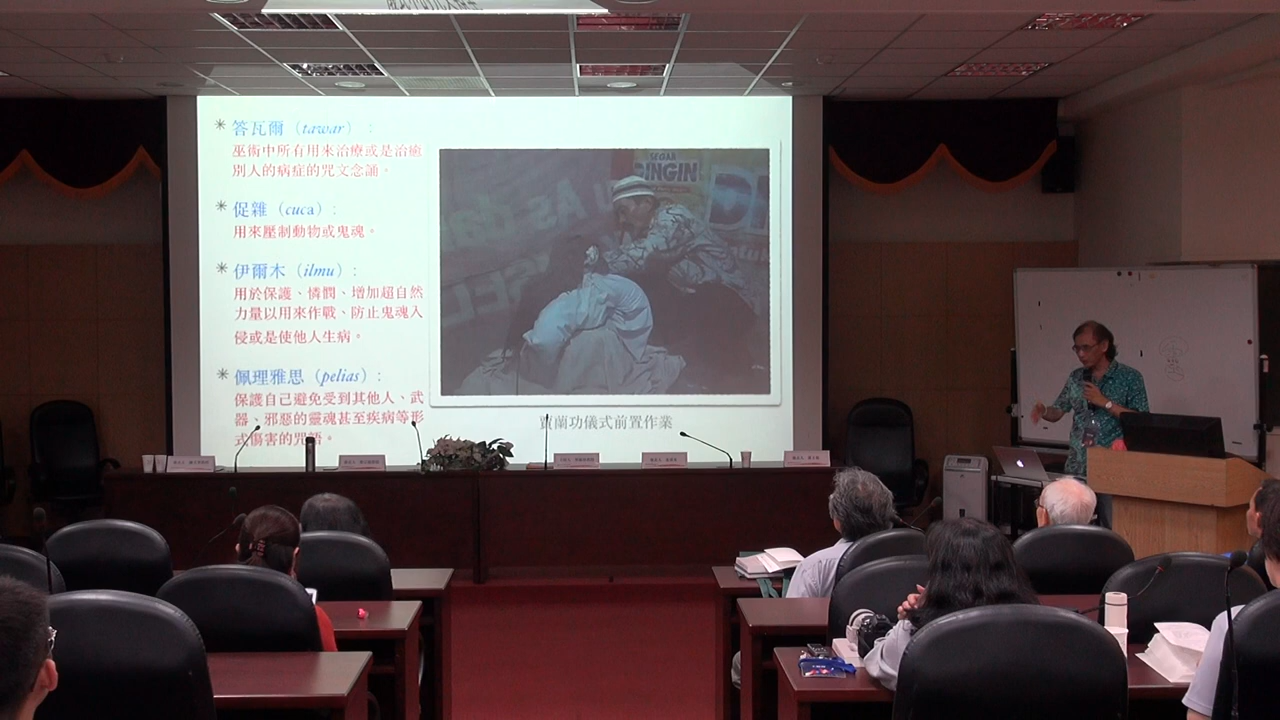 ✳ 答瓦爾（tawar）：
巫術中所有用來治療或是治癒
別人的病症的咒文念誦。
✳ 促雜（cuca）：
用來壓制動物或鬼魂。
✳ 伊爾木（ilmu）：
用於保護、憐憫、增加超自然
力量以用來作戰、防止鬼魂入
侵或是使他人生病。
✳ 佩理雅思（pelias）：
保護自己避免受到其他人、武
器、邪惡的靈魂甚至疾病等形
式傷害的咒語。
SEGAR
DINGIN
賈蘭功儀式前置作業